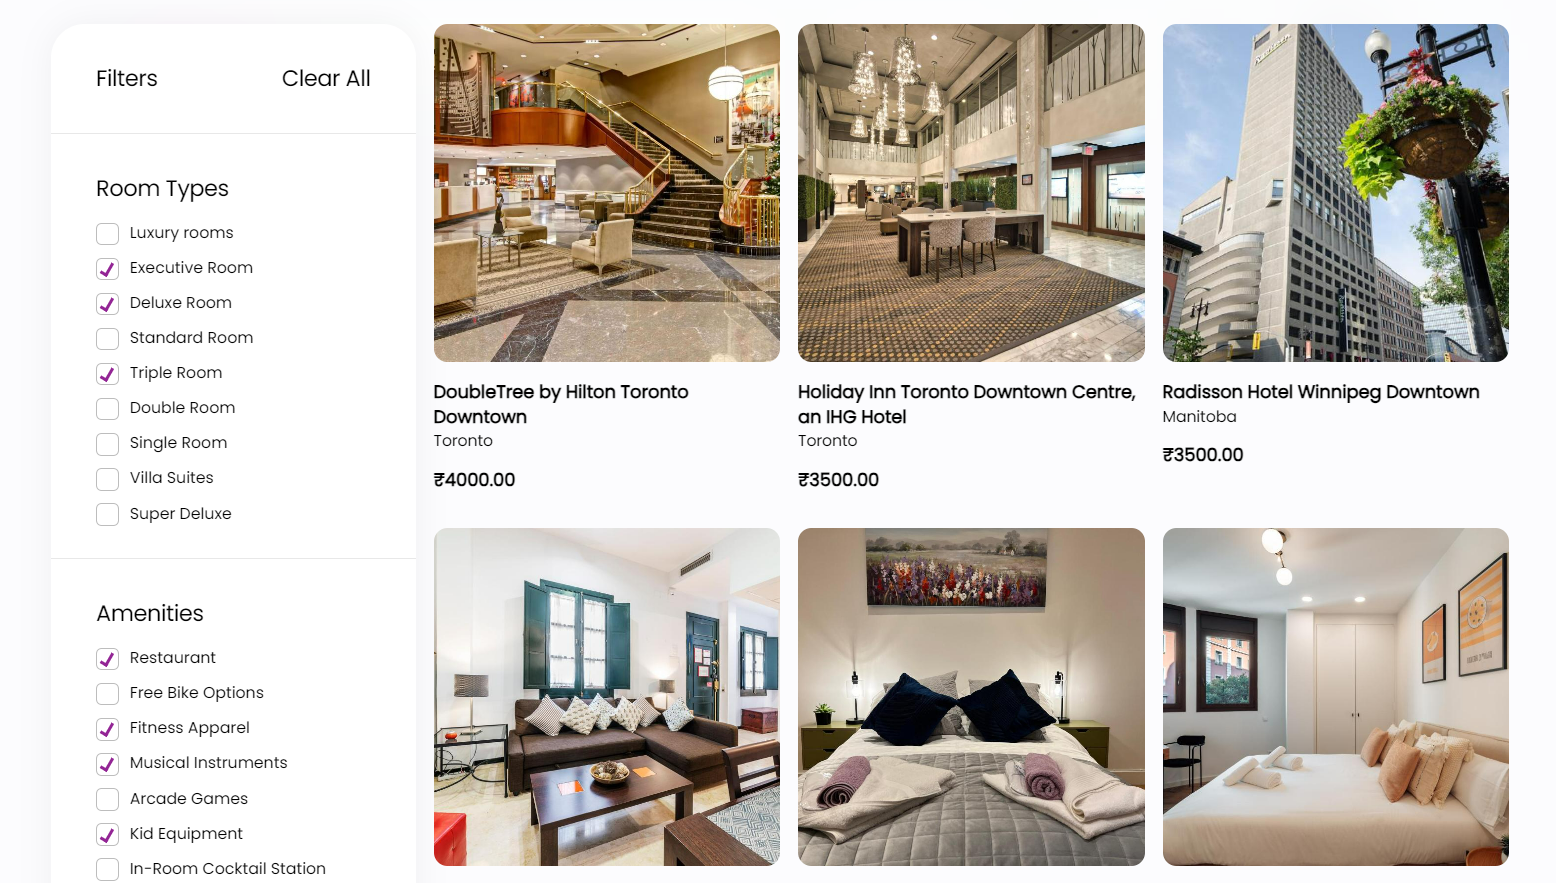 Filters
Clear All
Room Types
Luxury rooms
Executive Room
Deluxe Room
Standard Room
Triple Room
Double Room
Single Room
Villa Suites
Super Deluxe
Amenities
Restaurant
Free Bike Options
Fitness Apparel
Musical Instruments
Arcade Games
Kid Equipment
In-Room Cocktail Station
DoubleTree by Hilton Toronto
Downtown
Toronto
₹4000.00
Holiday Inn Toronto Downtown Centre,
an IHG Hotel
Toronto
₹3500.00
Radisson
Radisson Hotel Winnipeg Downtown
Manitoba
₹3500.00